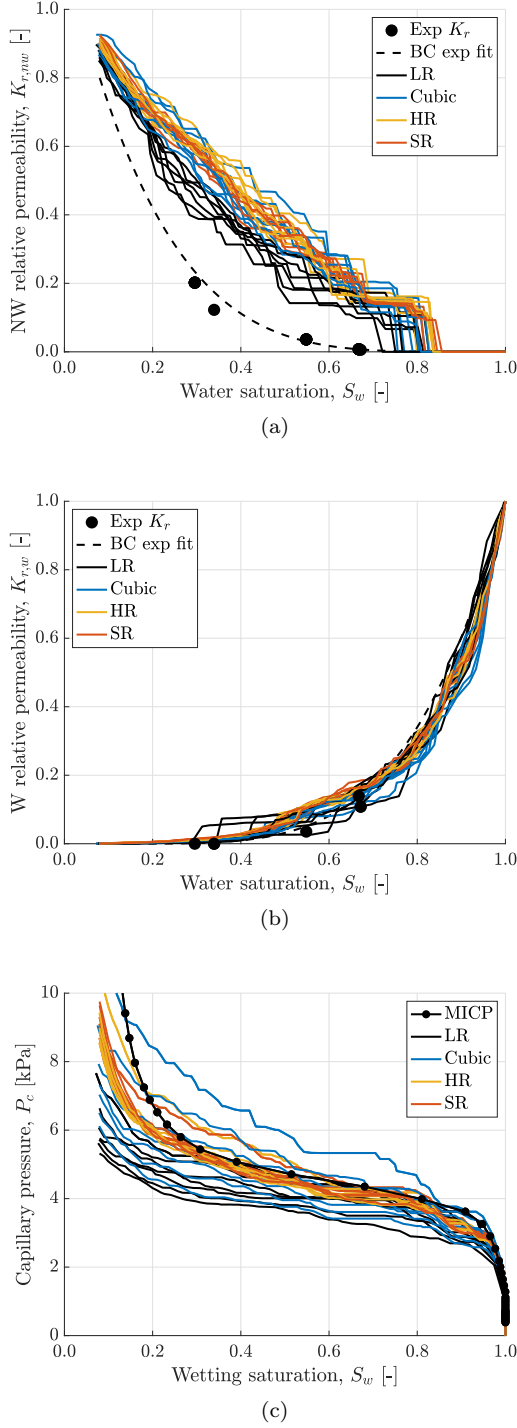 NW relative permeability, K_{r,nw} [-]
1.0
0.8
0.6
0.4
0.2
0.0
Exp K_r
BC exp fit
LR
Cubic
HR
SR
0.0 0.2 0.4 0.6 0.8 1.0
Water saturation, S_w [-]
(a)
W relative permeability, K_{r,w} [-]
1.0
0.8
0.6
0.4
0.2
0.0
Exp K_r
BC exp fit
LR
Cubic
HR
SR
0.0 0.2 0.4 0.6 0.8 1.0
Water saturation, S_w [-]
(b)
Capillary pressure, P_c [kPa]
10
8
6
4
2
0
MICP
LR
Cubic
HR
SR
0.0 0.2 0.4 0.6 0.8 1.0
Wetting saturation, S_w [-]
(c)